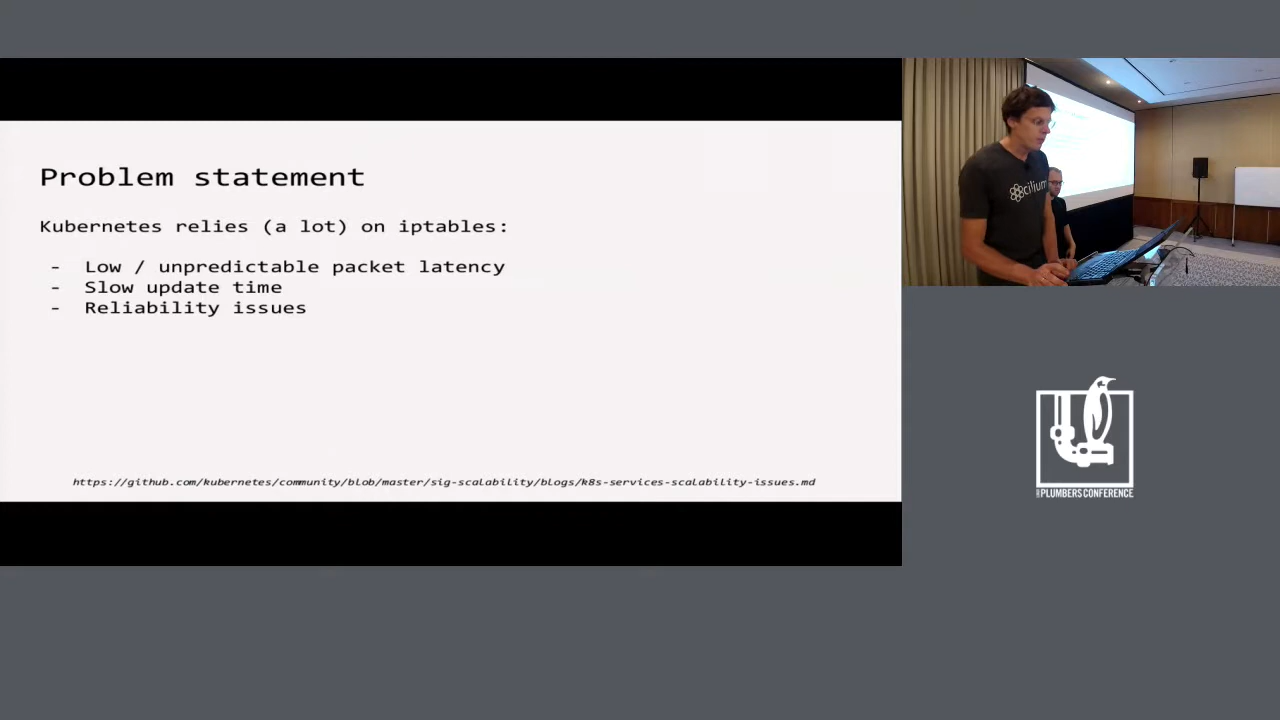 Problem statement
Kubernetes relies (a lot) on iptables:
- Low / unpredictable packet latency
- Slow update time
- Reliability issues
https://github.com/kubernetes/community/blob/master/sig-scalability/blogs/k8s-services-scalability-issues.md
cilium
PLUMBERS CONFERENCE